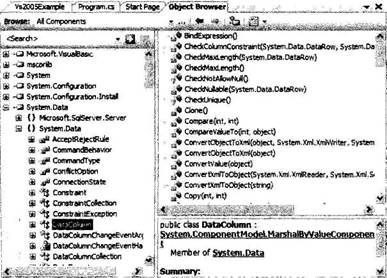 Vs2005Example
Program.cs
Start Page
Object Browser
Browse: All Components
<Search>
Microsoft.VisualBasic
mscorlib
System
System.Configuration
System.Configuration.Install
System.Data
{} Microsoft.SqlServer.Server
{} System.Data
AcceptRejectRule
CommandBehavior
CommandType
ConflictOption
ConnectionState
Constraint
ConstraintCollection
ConstraintException
DataColumn
DataColumnChangeEventArg
DataColumnChangeEventHa
DataColumnCollection
BindExpression()
CheckColumnConstraint(System.Data.DataRow, System.Da
CheckMaxLength(System.Data.DataRow)
CheckMaxLength()
CheckNotAllowNull()
CheckNullable(System.Data.DataRow)
CheckUnique()
Clone()
Compare(int, int)
CompareValueTo(int, object)
ConvertObjectToXml(object, System.Xml.XmlWriter, System
ConvertObjectToXml(object)
ConvertValue(object)
ConvertXmlToObject(System.Xml.XmlReader, System.Xml.
ConvertXmlToObject(string)
Copy(int, int)
public class DataColumn :
System.ComponentModel.MarshalByValueComponen
t
Member of System.Data
Summary: